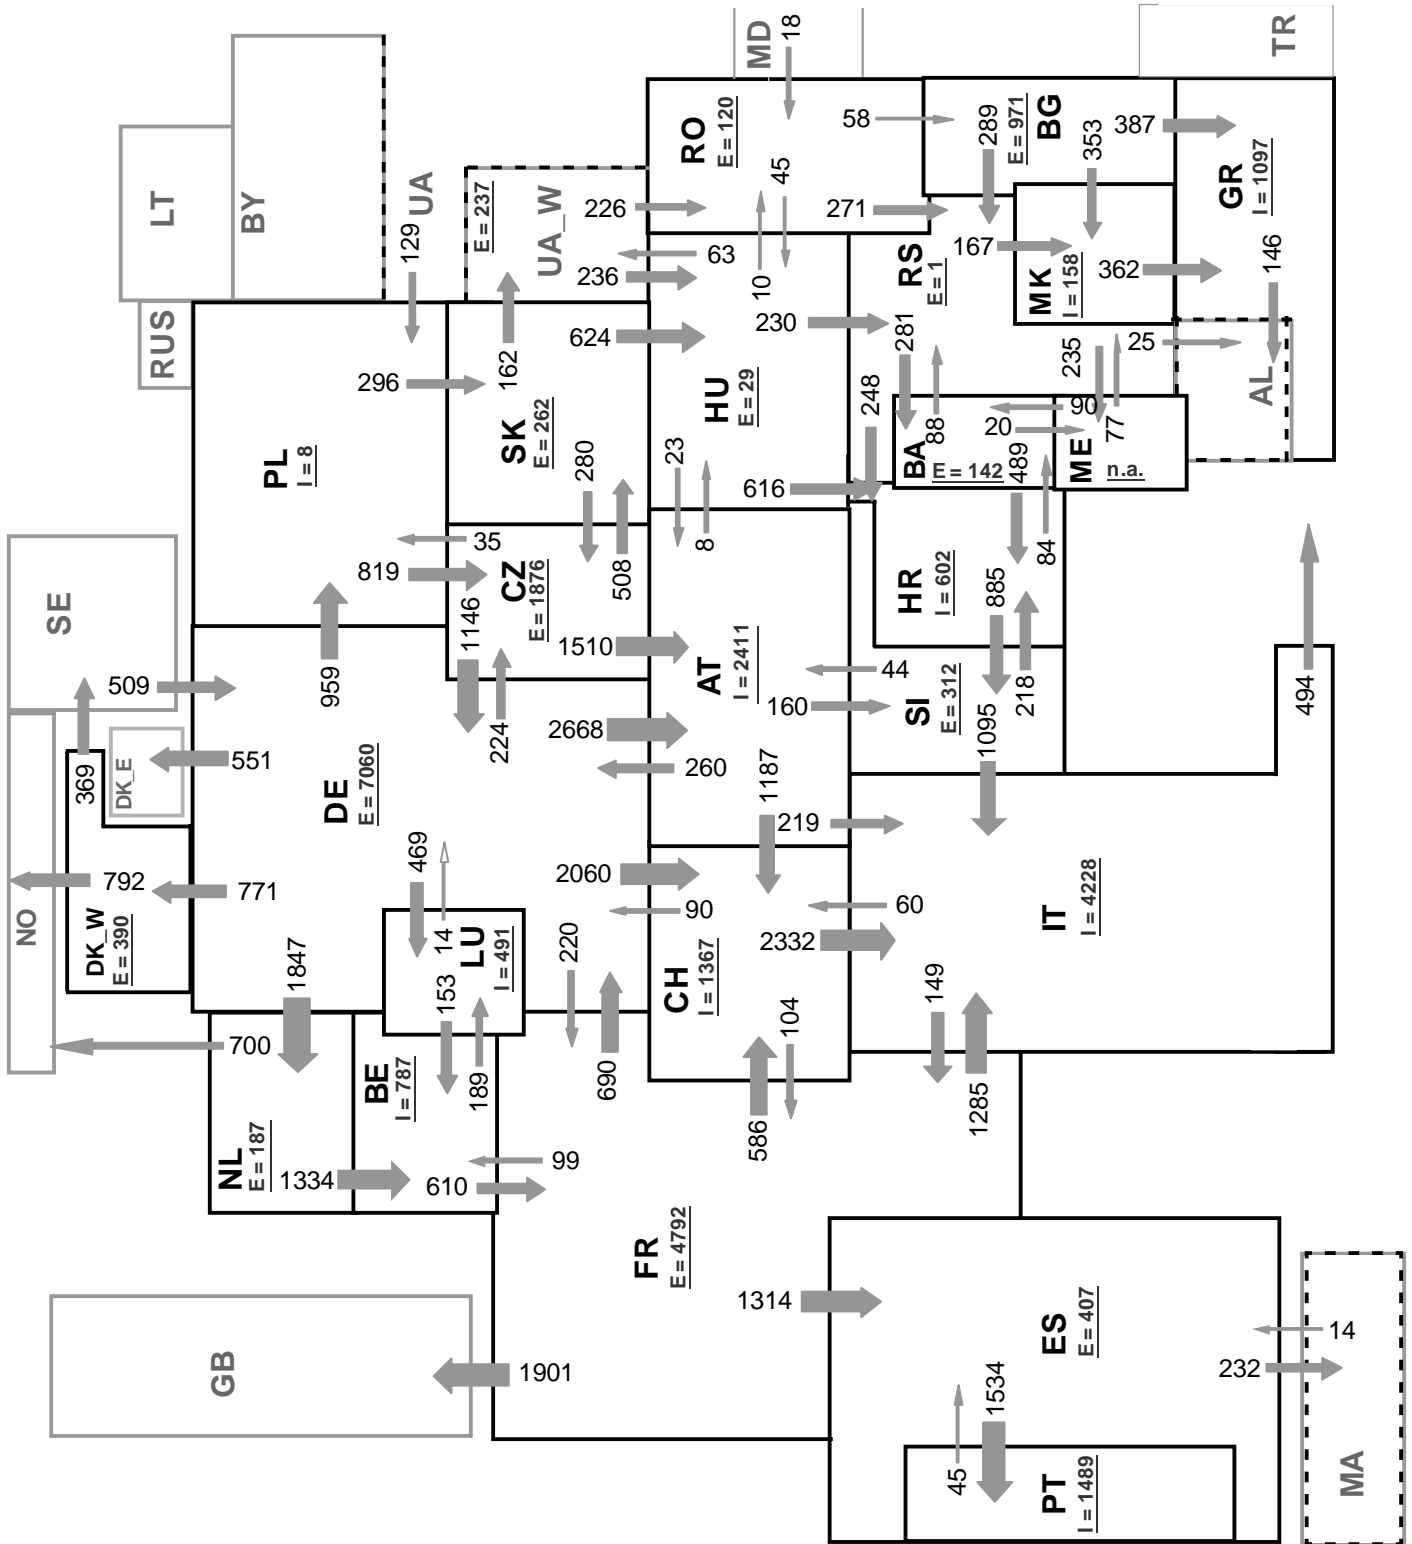 MD
18
TR
RO
E = 120
58
289
E = 971
BG
353
387
GR
I = 1097
45
LT
BY
UA
129
E = 237
UA_W
226
271
63
236
10
RS
E = 1
167
MK
I = 158
362
146
RUS
162
624
230
281
235
25
AL
296
SK
E = 262
HU
E = 29
248
88
90
20
77
PL
I = 8
280
23
BA
E = 142
489
ME
n.a.
616
35
819
CZ
E = 1876
508
8
HR
I = 602
885
84
SE
1146
1510
AT
I = 2411
44
160
SI
E = 312
218
509
959
224
494
2668
1095
369
DK_E
551
260
DE
E = 7060
1187
219
469
2060
792
771
90
60
NO
DK_W
E = 390
14
LU
I = 491
220
2332
IT
I = 4228
1847
153
CH
I = 1367
104
149
700
BE
I = 787
189
690
586
1285
NL
E = 187
1334
99
610
FR
E = 4792
1314
ES
E = 407
14
232
GB
1901
1534
45
PT
I = 1489
MA